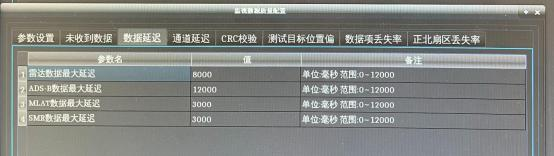 监视数据质量配置
参数设置 未收到数据 数据延迟 通道延迟 CRC校验 测试目标位置偏 数据项丢失率 正北扇区丢失率
参数名 值 备注
1 雷达数据最大延迟 8000 单位:毫秒 范围:0~12000
2 ADS-B数据最大延迟 12000 单位:毫秒 范围:0~12000
3 MLAT数据最大延迟 3000 单位:毫秒 范围:0~12000
4 SMR数据最大延迟 3000 单位:毫秒 范围:0~12000